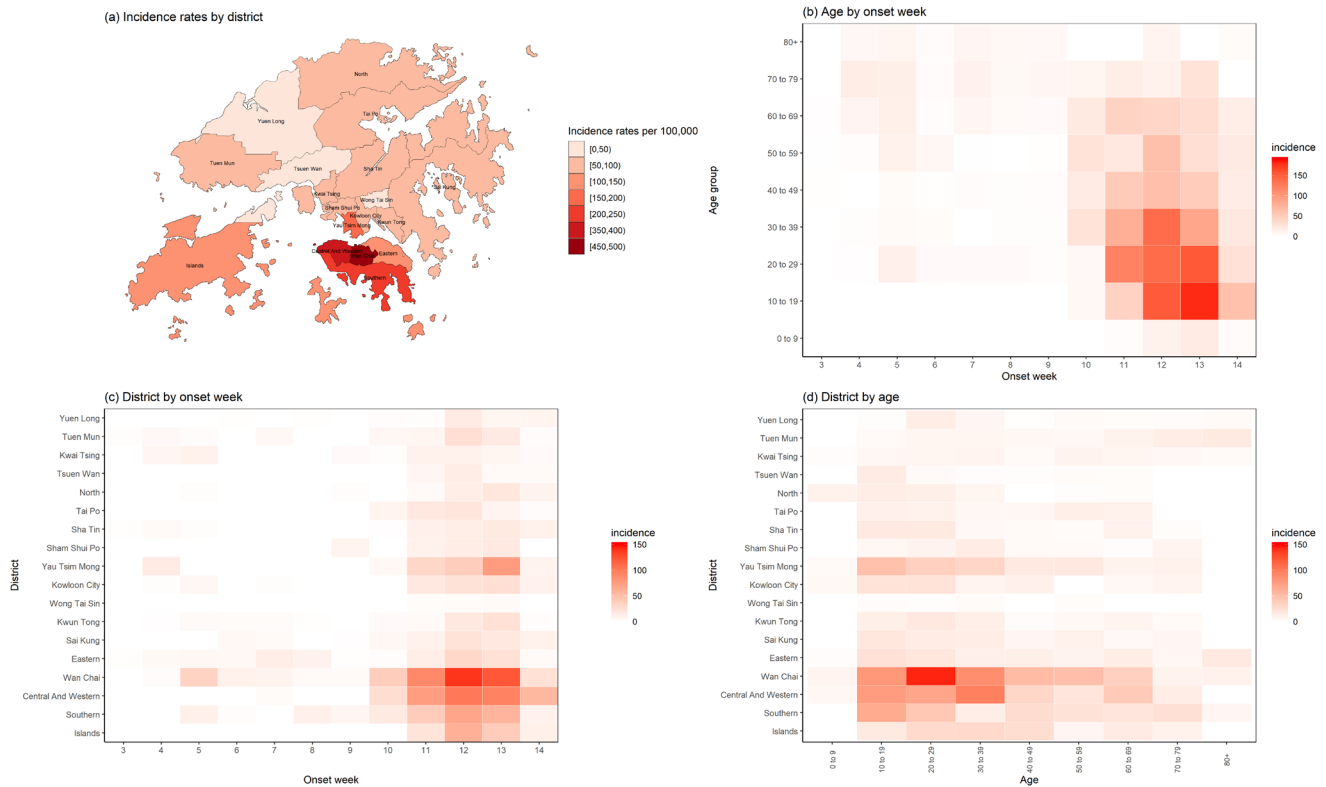 (a) Incidence rates by district
North
Yuen Long
Tai Po
Tuen Mun
Tsuen Wan
Sha Tin
Sai Kung
Kwai Tsing
Wong Tai Sin
Sham Shui Po
Kowloon City
Kwun Tong
Yau Tsim Mong
Central And Western
Eastern
Islands
Southern
Incidence rates per 100,000
[0,50)
[50,100)
[100,150)
[150,200)
[200,250)
[350,400)
[450,500)
(b) Age by onset week
Age group
80+
70 to 79
60 to 69
50 to 59
40 to 49
30 to 39
20 to 29
10 to 19
0 to 9
3 4 5 6 7 8 9 10 11 12 13 14
Onset week
incidence
150
100
50
0
(c) District by onset week
District
Yuen Long
Tuen Mun
Kwai Tsing
Tsuen Wan
North
Tai Po
Sha Tin
Sham Shui Po
Yau Tsim Mong
Kowloon City
Wong Tai Sin
Kwun Tong
Sai Kung
Eastern
Wan Chai
Central And Western
Southern
Islands
3 4 5 6 7 8 9 10 11 12 13 14
Onset week
incidence
150
100
50
0
(d) District by age
District
Yuen Long
Tuen Mun
Kwai Tsing
Tsuen Wan
North
Tai Po
Sha Tin
Sham Shui Po
Yau Tsim Mong
Kowloon City
Wong Tai Sin
Kwun Tong
Sai Kung
Eastern
Wan Chai
Central And Western
Southern
Islands
0 to 9
10 to 19
20 to 29
30 to 39
40 to 49
50 to 59
60 to 69
70 to 79
80+
Age
incidence
150
100
50
0